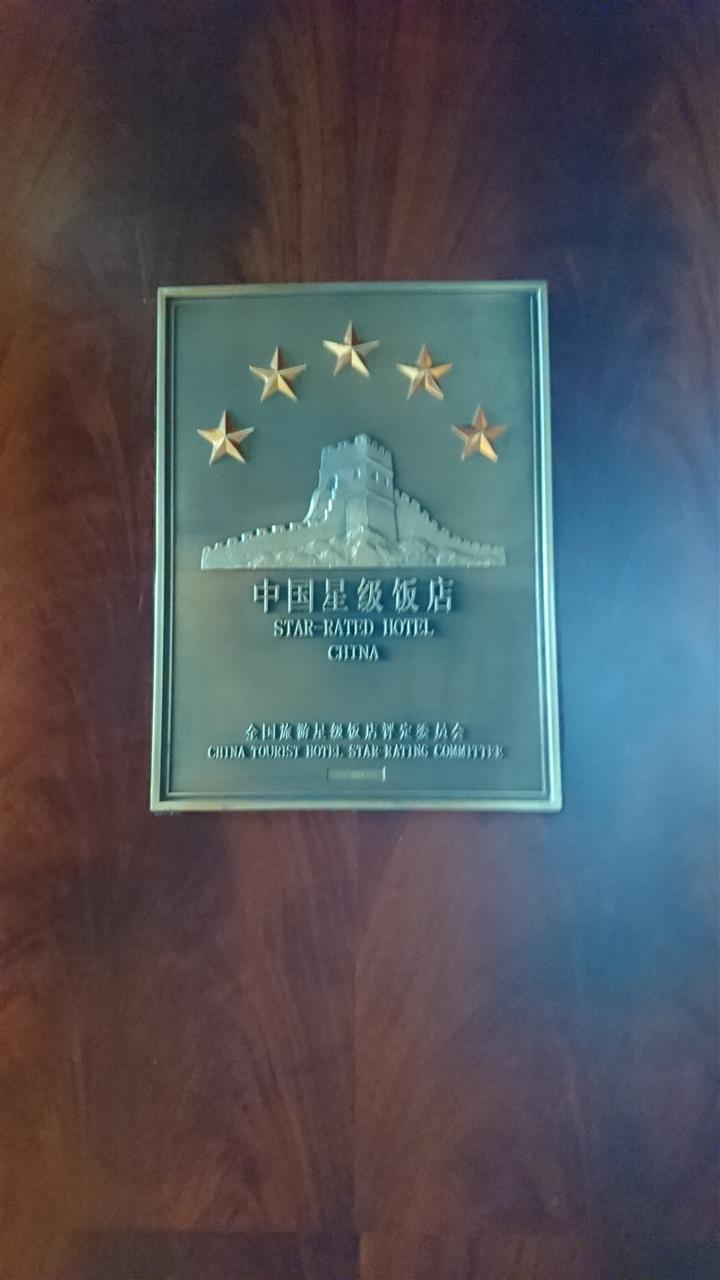 中国星级饭店
STAR-RATED HOTEL
CHINA
全国旅游星级饭店评定委员会
CHINA TOURIST HOTEL STAR-RATING COMMITTEE